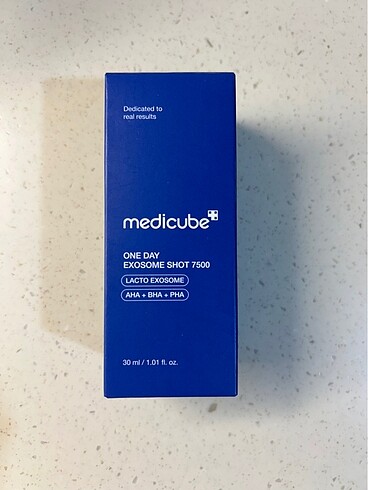 Dedicated to
real results
medicube
ONE DAY
EXOSOME SHOT 7500
LACTO EXOSOME
AHA + BHA + PHA
30 ml / 1.01 fl. oz.